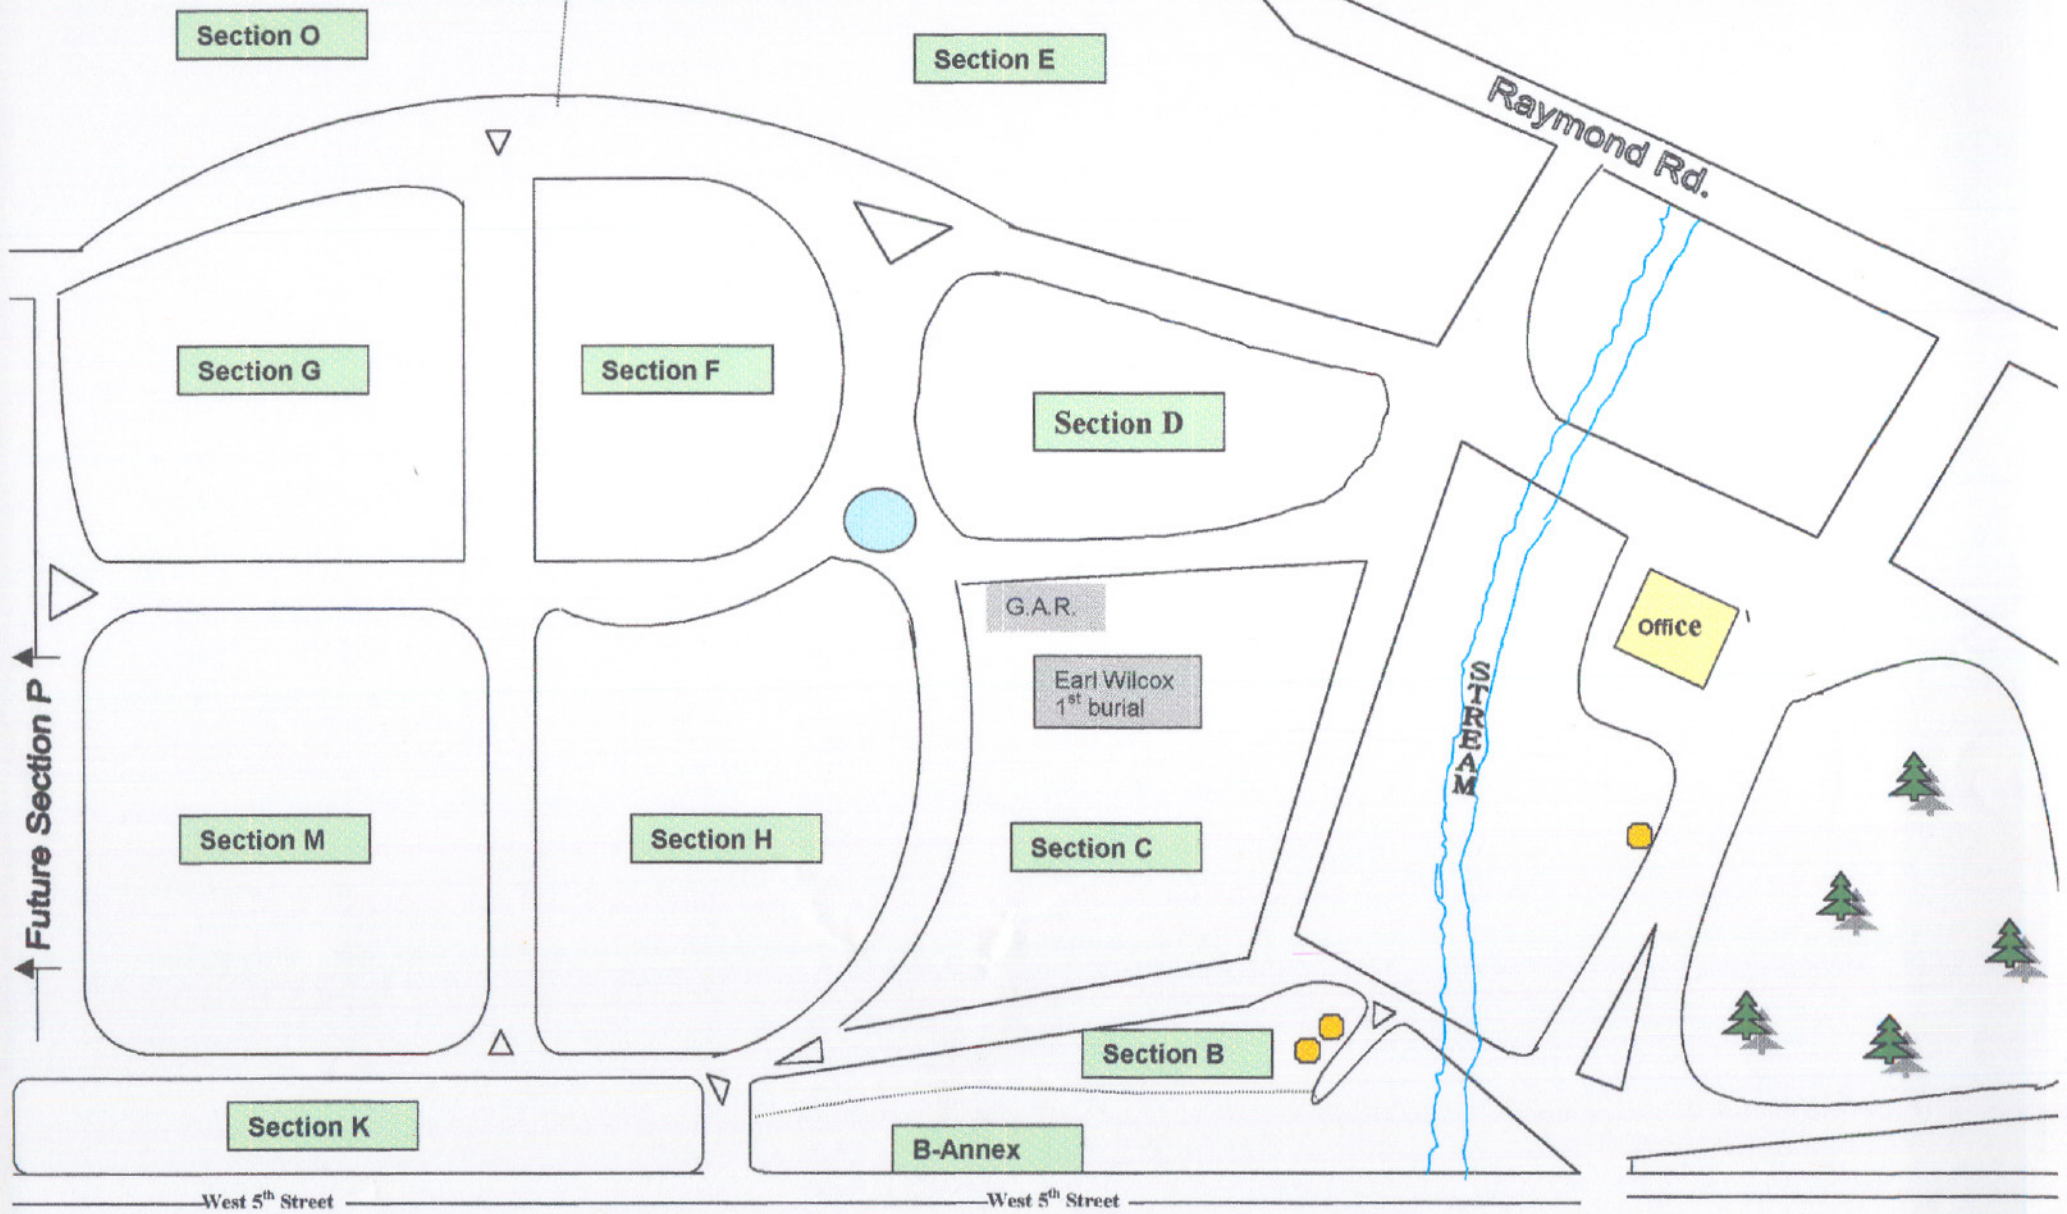 Section O
Section E
Raymond Rd.
Section G
Section F
Section D
G.A.R.
Office
Earl Wilcox
1st burial
STREAM
Future Section P
Section M
Section H
Section C
Section B
Section K
B-Annex
West 5th Street
West 5th Street